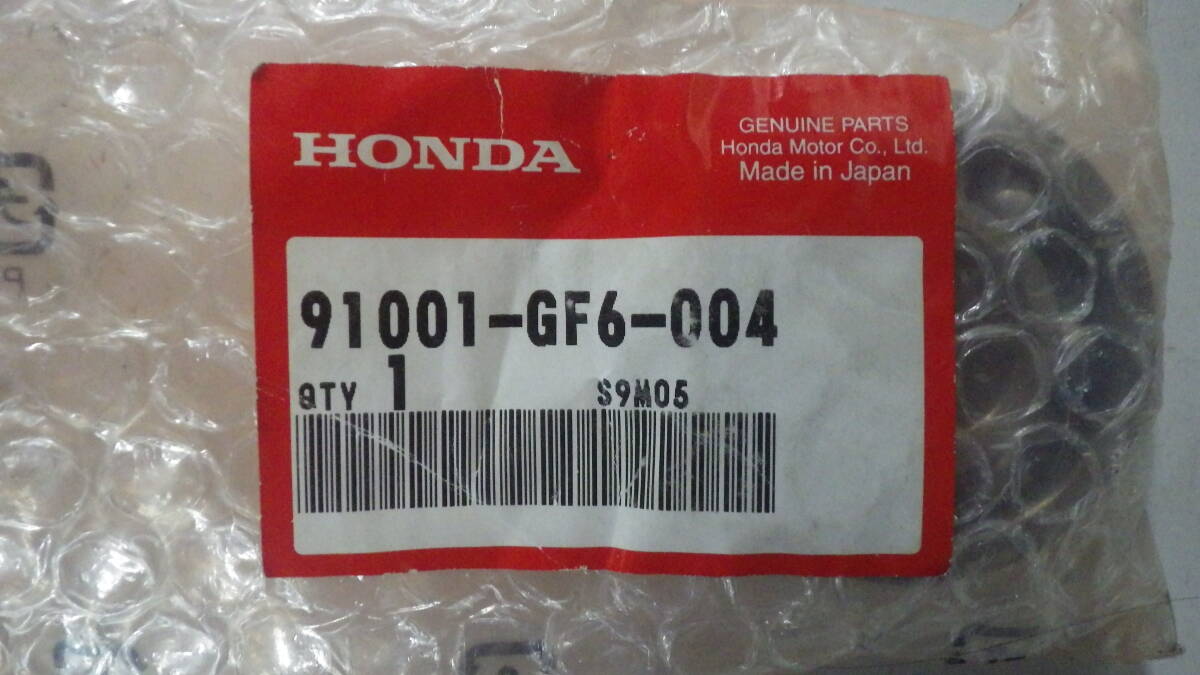 HONDA
GENUINE PARTS
Honda Motor Co., Ltd.
Made in Japan
91001-GF6-004
QTY 1 S9M05